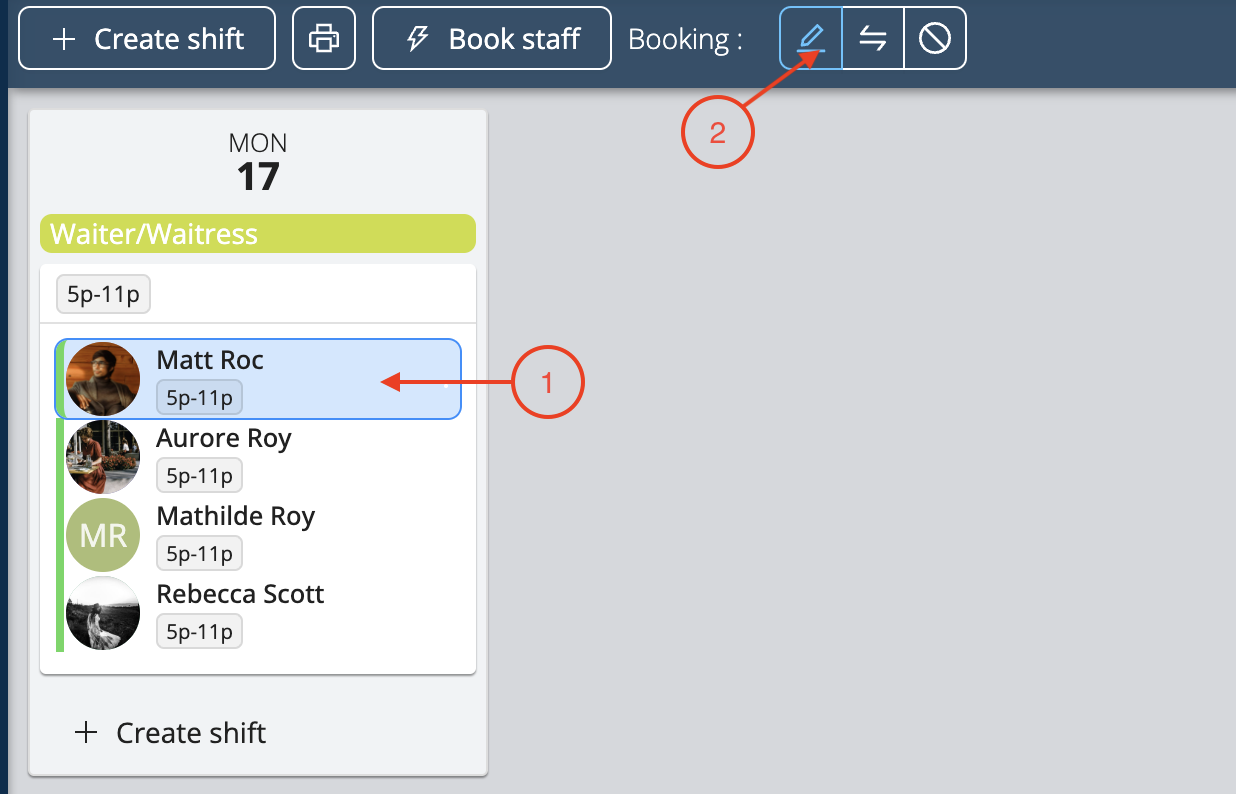 Create shift
Book staff
Booking :
2
MON
17
Waiter/Waitress
5p-11p
Matt Roc
5p-11p
1
Aurore Roy
5p-11p
MR
Mathilde Roy
5p-11p
Rebecca Scott
5p-11p
Create shift